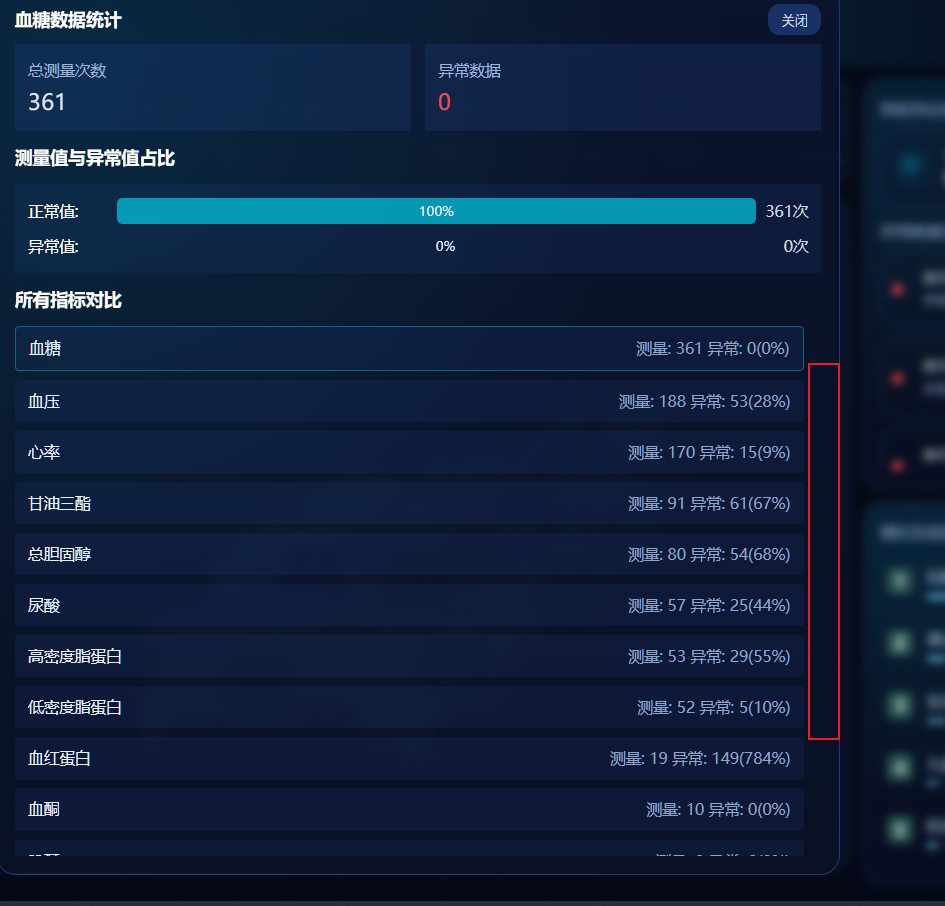 血糖数据统计 关闭
总测量次数 异常数据
361 0
测量值与异常值占比
正常值: 100% 361次
异常值: 0% 0次
所有指标对比
血糖 测量: 361 异常: 0(0%)
血压 测量: 188 异常: 53(28%)
心率 测量: 170 异常: 15(9%)
甘油三酯 测量: 91 异常: 61(67%)
总胆固醇 测量: 80 异常: 54(68%)
尿酸 测量: 57 异常: 25(44%)
高密度脂蛋白 测量: 53 异常: 29(55%)
低密度脂蛋白 测量: 52 异常: 5(10%)
血红蛋白 测量: 19 异常: 149(784%)
血酮 测量: 10 异常: 0(0%)